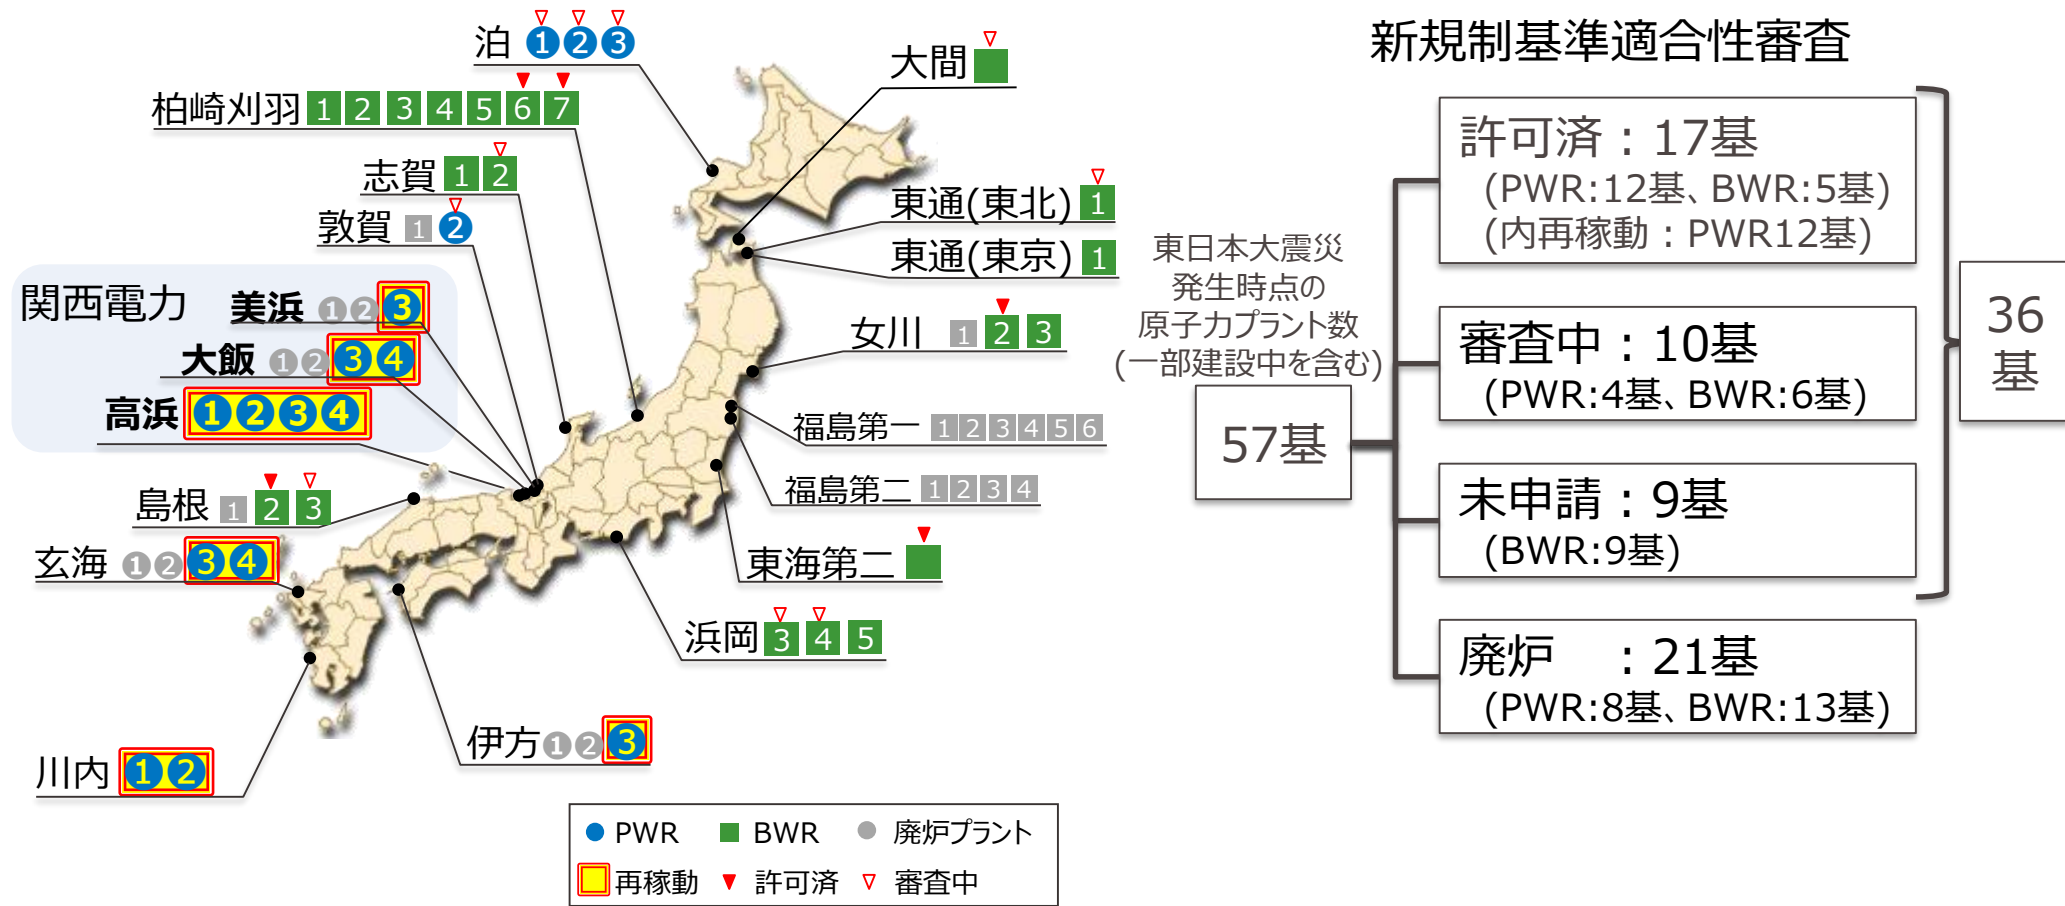 新規制基準適合性審査
泊 1 2 3
大間
柏崎刈羽 1 2 3 4 5 6 7
志賀 1 2
敦賀 1 2
東通(東北) 1
東通(東京) 1
関西電力
美浜 1 2 3
大飯 1 2 3 4
高浜 1 2 3 4
女川 1 2 3
福島第一 1 2 3 4 5 6
福島第二 1 2 3 4
島根 1 2 3
東海第二
玄海 1 2 3 4
浜岡 3 4 5
伊方 1 2 3
川内 1 2
PWR BWR 廃炉プラント
再稼動 許可済 審査中
東日本大震災
発生時点の
原子力プラント数
(一部建設中を含む)
57基
許可済:17基
(PWR:12基、BWR:5基)
(内再稼動:PWR12基)
審査中:10基
(PWR:4基、BWR:6基)
未申請:9基
(BWR:9基)
廃炉 :21基
(PWR:8基、BWR:13基)
36
基